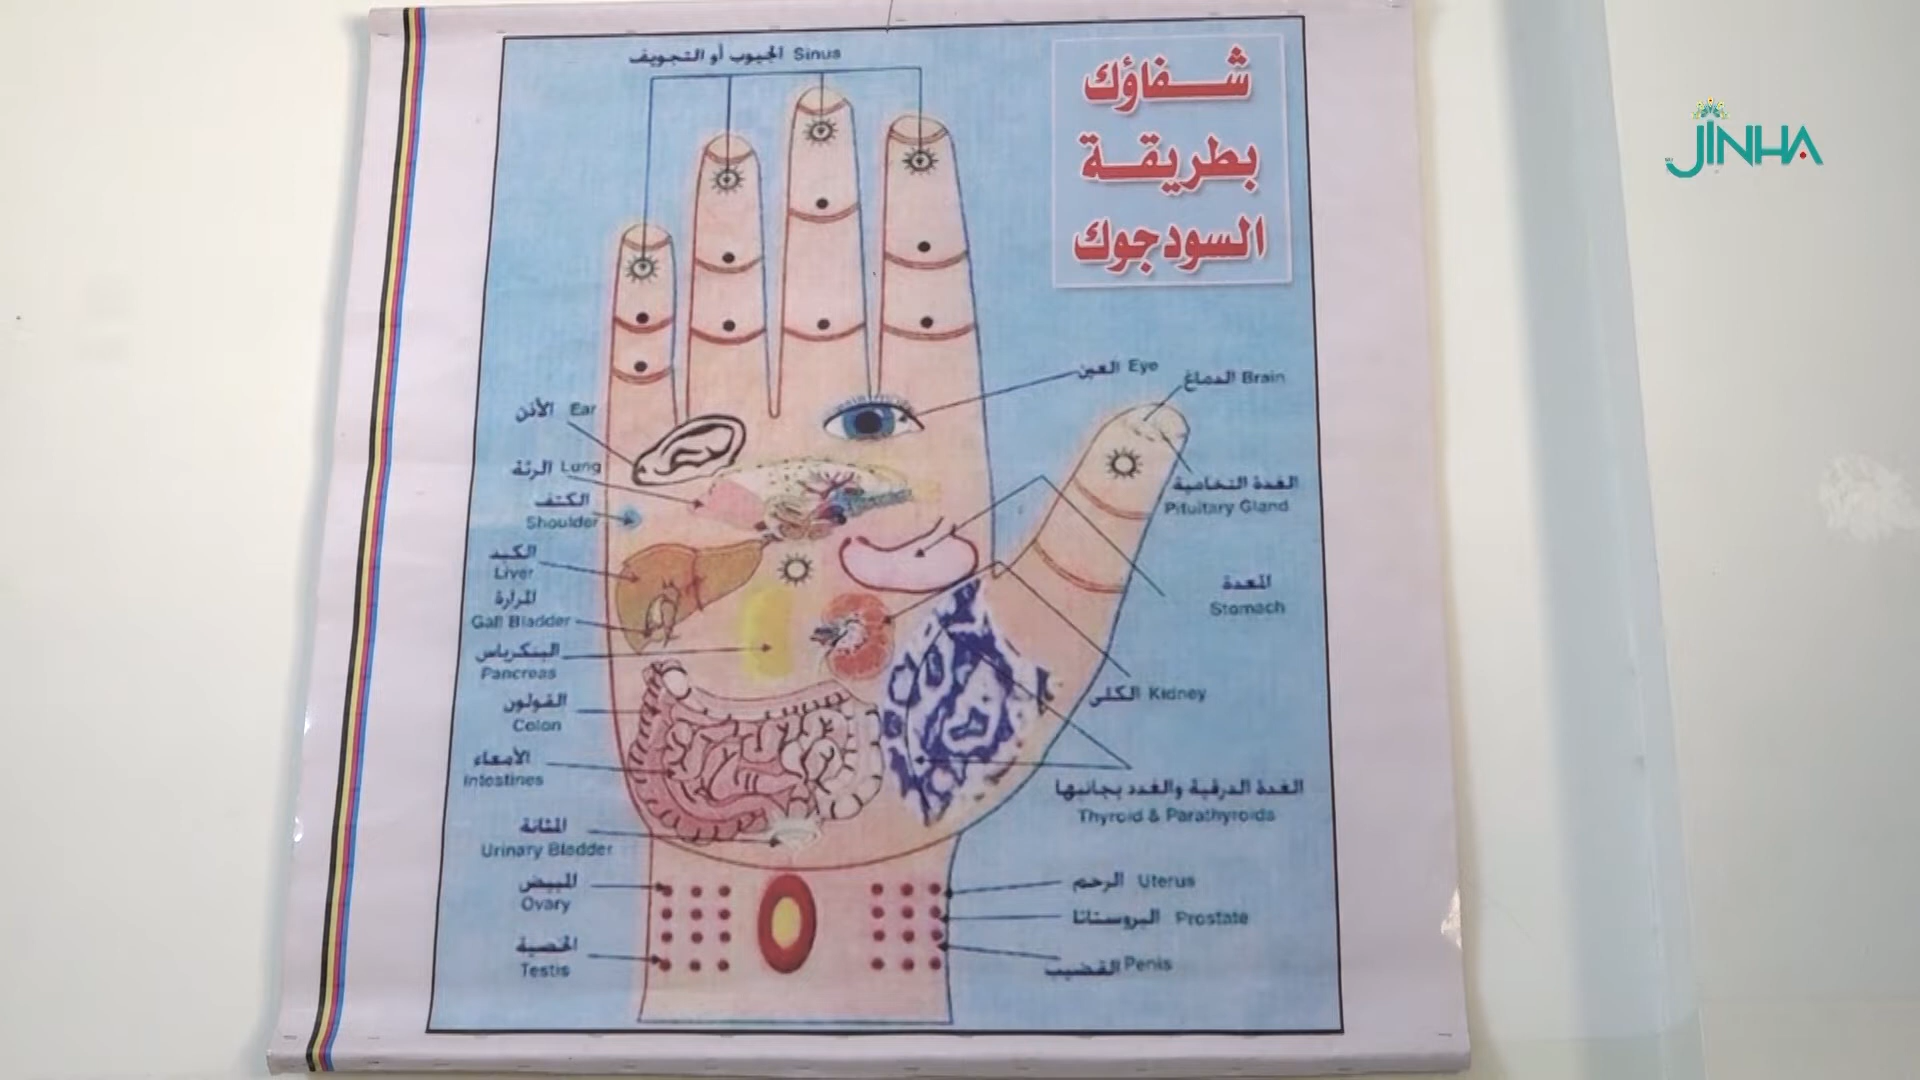 الجيوب أو التجويف Sinus
شفاؤك
بطريقة
السودجوك
JINHA
العين Eye
الدماغ Brain
الأذن Ear
الرئة Lung
الكتف
Shoulder
الغدة النخامية
Pituitary Gland
الكبد
Liver
المعدة
Stomach
المرارة
Gall Bladder
البنكرياس
Pancreas
الكلى Kidney
القولون
Colon
الأمعاء
Intestines
الغدة الدرقية والغدد بجانبها
Thyroid & Parathyroids
المثانة
Urinary Bladder
المبيض
Ovary
الرحم Uterus
البروستاتا Prostate
الخصية
Testis
القضيب Penis